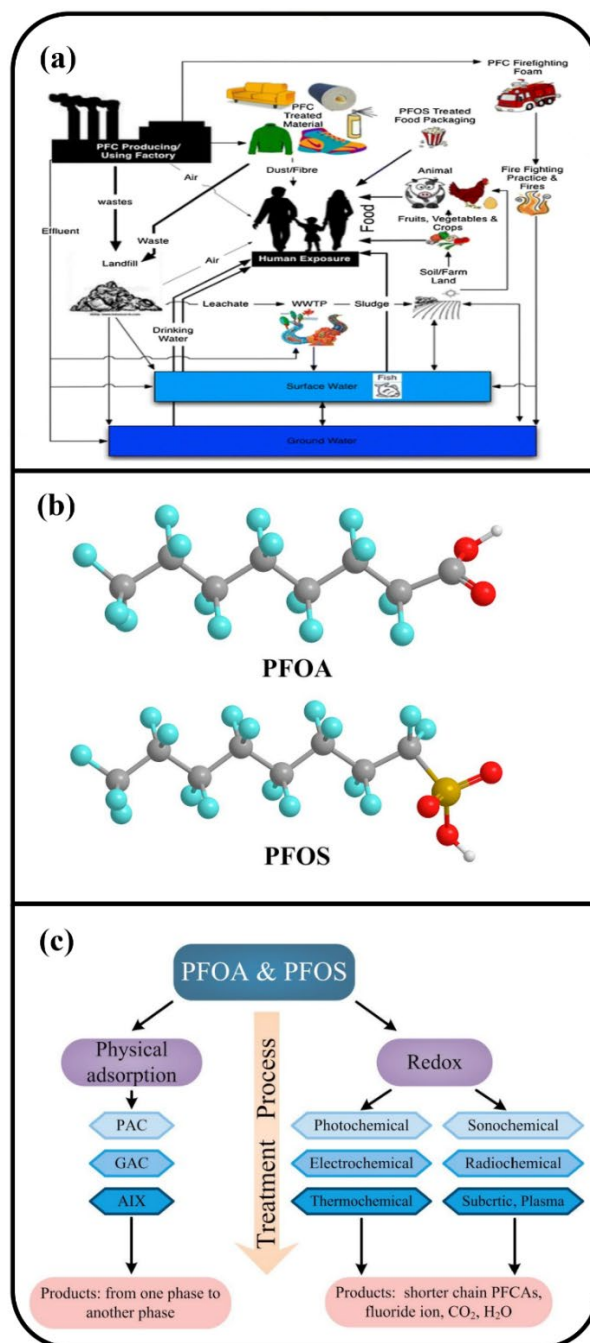 (a)
PFC Firefighting
Foam
PFC
Treated
Material
PFOS Treated
Food Packaging
PFC Producing/
Using Factory
Air
Dust/Fibre
Animal
Fire Fighting
Practice &
Fires
wastes
Food
Fruits, Vegetables &
Crops
Effluent
Waste
Landfill
Air
Human Exposure
Soil/Farm
Land
Leachate
WWTP
Sludge
Drinking
Water
Fish
Surface Water
Ground Water
(b)
PFOA
PFOS
(c)
PFOA & PFOS
Physical
adsorption
Treatment Process
Redox
PAC
Photochemical
Sonochemical
GAC
Electrochemical
Radiochemical
AIX
Thermochemical
Subcrtic, Plasma
Products: from one phase to
another phase
Products: shorter chain PFCAs,
fluoride ion, CO₂, H₂O